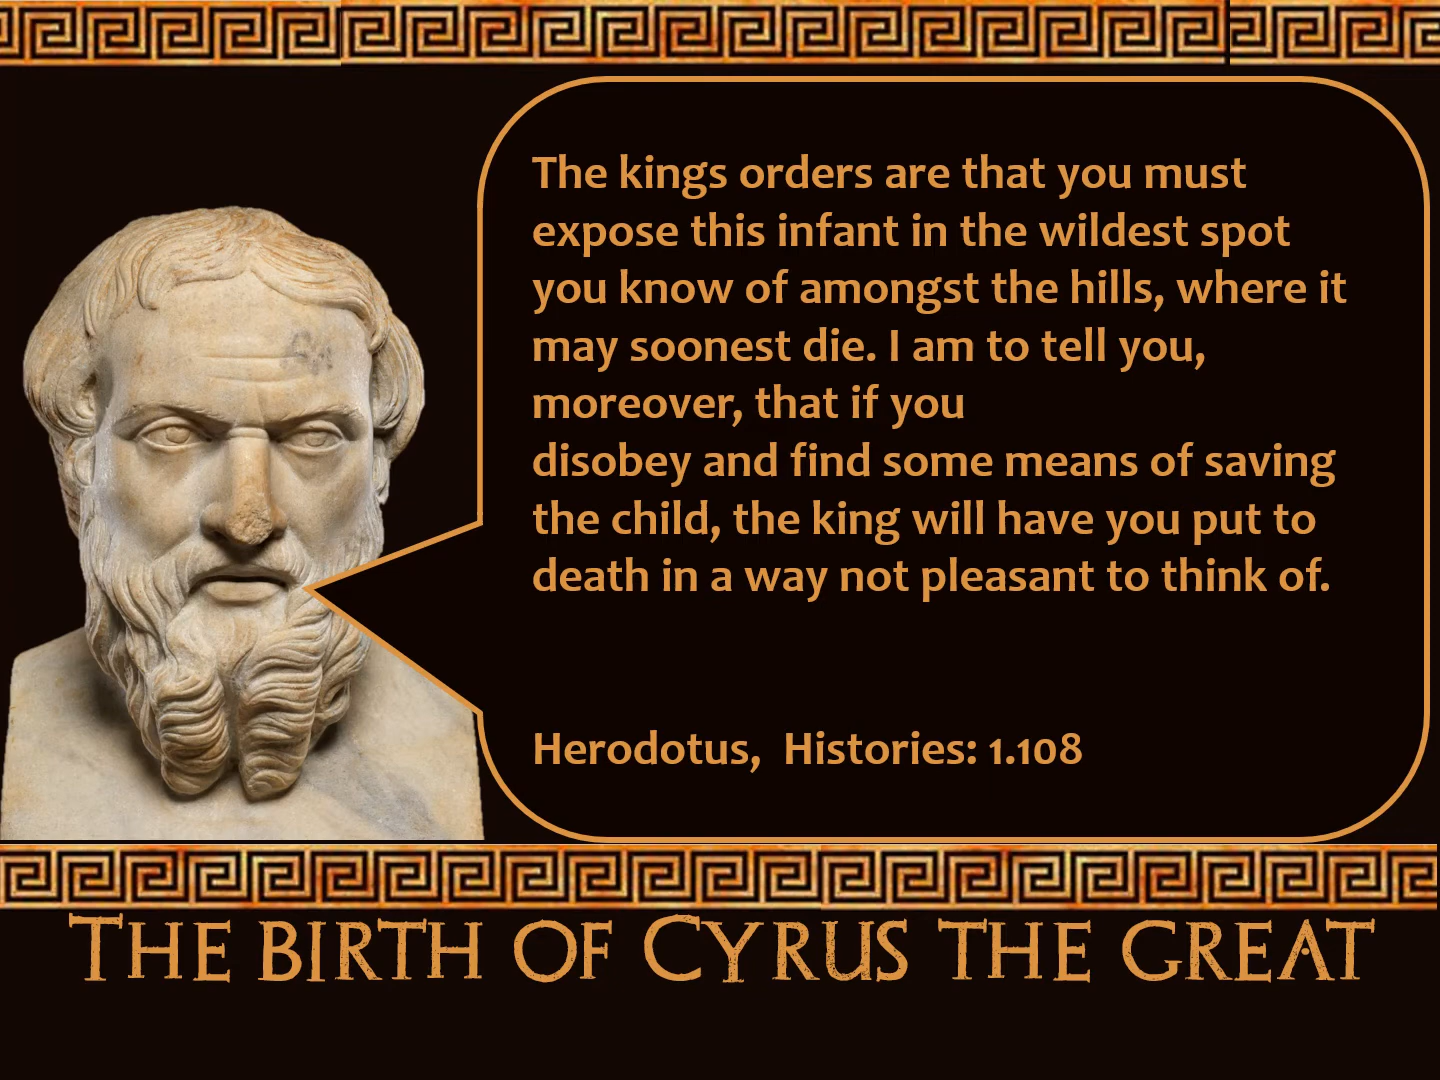 The kings orders are that you must
expose this infant in the wildest spot
you know of amongst the hills, where it
may soonest die. I am to tell you,
moreover, that if you
disobey and find some means of saving
the child, the king will have you put to
death in a way not pleasant to think of.
Herodotus,  Histories: 1.108
The birth of Cyrus the great